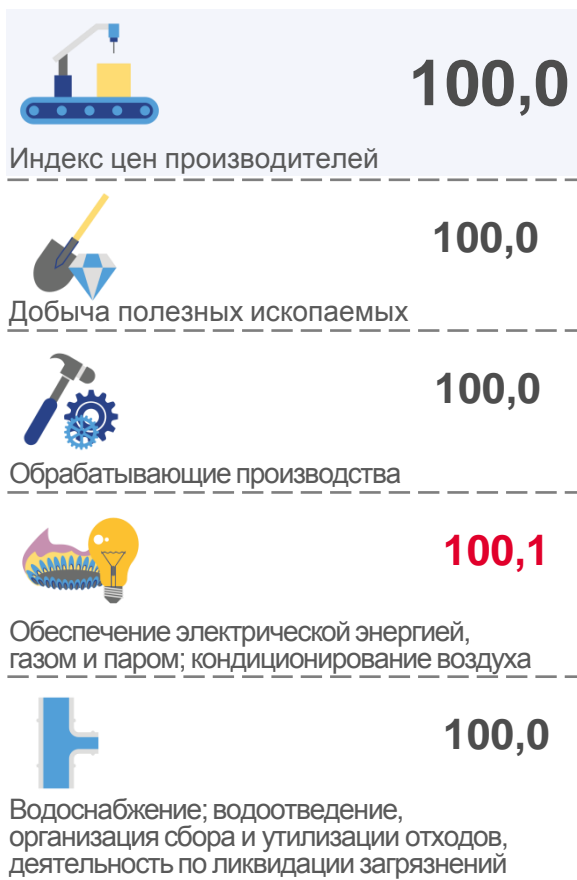 100,0
Индекс цен производителей
100,0
Добыча полезных ископаемых
100,0
Обрабатывающие производства
100,1
Обеспечение электрической энергией,
газом и паром; кондиционирование воздуха
100,0
Водоснабжение; водоотведение,
организация сбора и утилизации отходов,
деятельность по ликвидации загрязнений